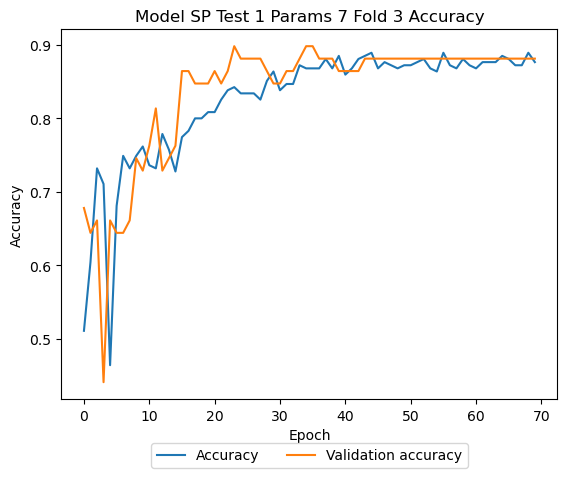 Model SP Test 1 Params 7 Fold 3 Accuracy
0.9
0.8
0.7
0.6
0.5
Accuracy
0 10 20 30 40 50 60 70
Epoch
Accuracy Validation accuracy